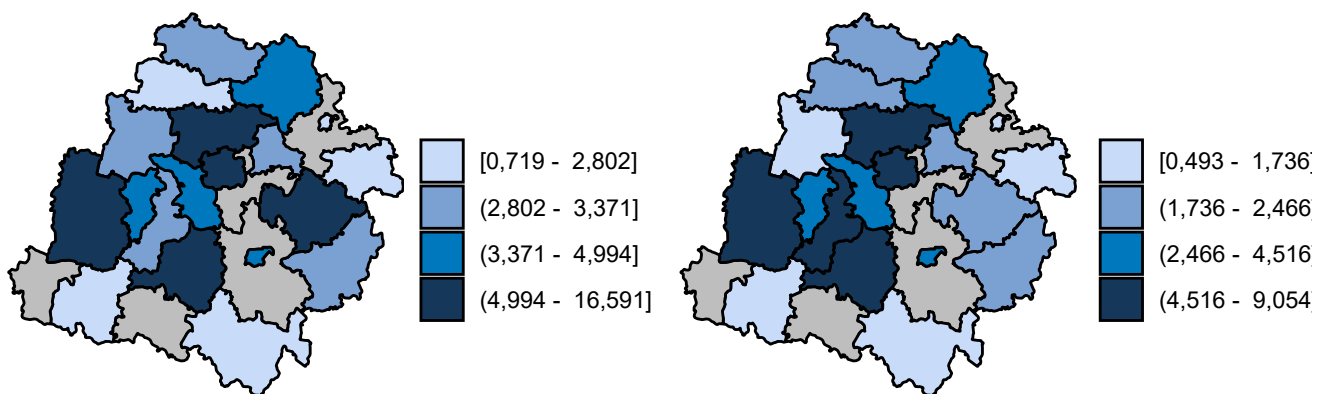 [0,719 - 2,802]
(2,802 - 3,371]
(3,371 - 4,994]
(4,994 - 16,591]
[0,493 - 1,736]
(1,736 - 2,466]
(2,466 - 4,516]
(4,516 - 9,054]